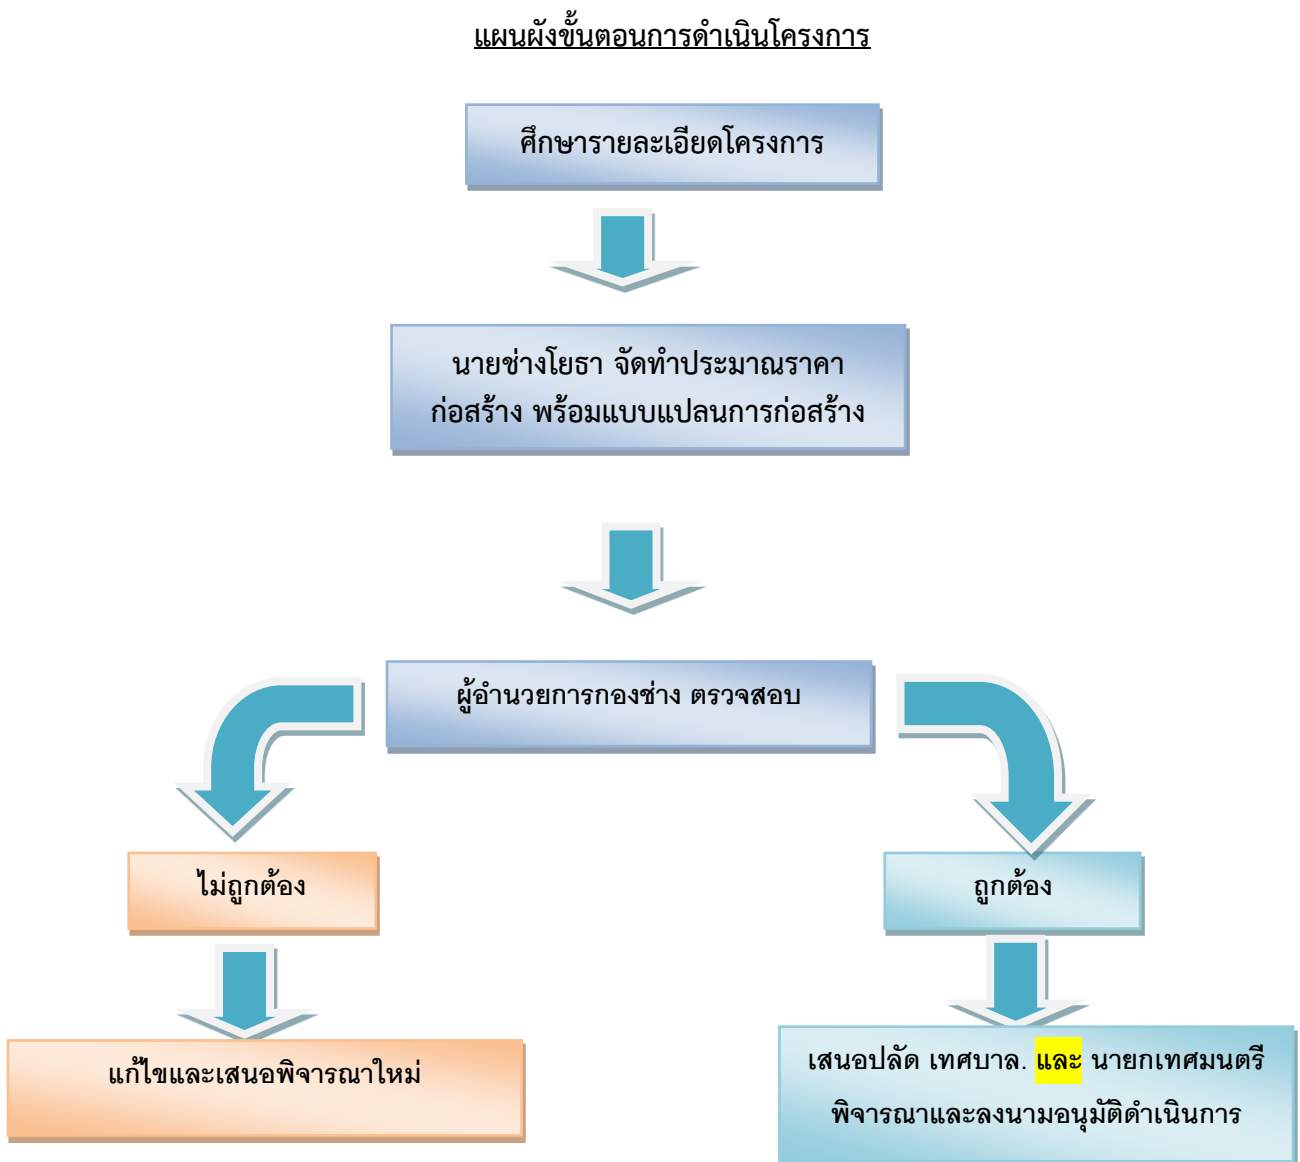 แผนผังขั้นตอนการดำเนินโครงการ
ศึกษารายละเอียดโครงการ
นายช่างโยธา จัดทำประมาณราคา
ก่อสร้าง พร้อมแบบแปลนการก่อสร้าง
ผู้อำนวยการกองช่าง ตรวจสอบ
ไม่ถูกต้อง
ถูกต้อง
แก้ไขและเสนอพิจารณาใหม่
เสนอปลัด เทศบาล. และ นายกเทศมนตรี
พิจารณาและลงนามอนุมัติดำเนินการ